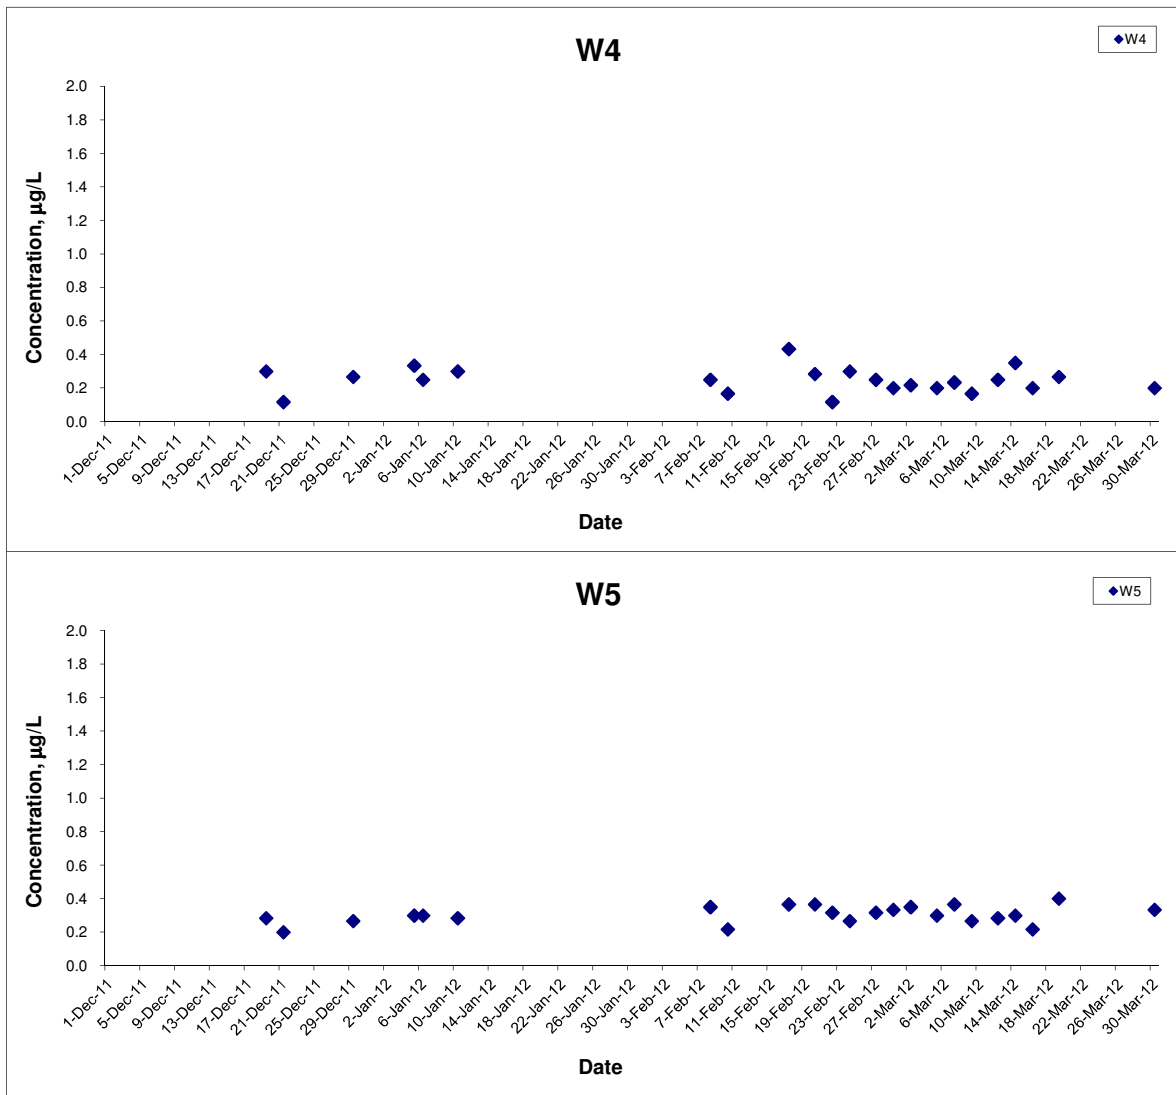 W4
W4
2.0
1.8
1.6
1.4
1.2
1.0
0.8
0.6
0.4
0.2
0.0
Concentration, µg/L
1-Dec-11
5-Dec-11
9-Dec-11
13-Dec-11
17-Dec-11
21-Dec-11
25-Dec-11
29-Dec-11
2-Jan-12
6-Jan-12
10-Jan-12
14-Jan-12
18-Jan-12
22-Jan-12
26-Jan-12
30-Jan-12
3-Feb-12
7-Feb-12
11-Feb-12
15-Feb-12
19-Feb-12
23-Feb-12
27-Feb-12
2-Mar-12
6-Mar-12
10-Mar-12
14-Mar-12
18-Mar-12
22-Mar-12
26-Mar-12
30-Mar-12
Date
W5
W5
2.0
1.8
1.6
1.4
1.2
1.0
0.8
0.6
0.4
0.2
0.0
Concentration, µg/L
1-Dec-11
5-Dec-11
9-Dec-11
13-Dec-11
17-Dec-11
21-Dec-11
25-Dec-11
29-Dec-11
2-Jan-12
6-Jan-12
10-Jan-12
14-Jan-12
18-Jan-12
22-Jan-12
26-Jan-12
30-Jan-12
3-Feb-12
7-Feb-12
11-Feb-12
15-Feb-12
19-Feb-12
23-Feb-12
27-Feb-12
2-Mar-12
6-Mar-12
10-Mar-12
14-Mar-12
18-Mar-12
22-Mar-12
26-Mar-12
30-Mar-12
Date